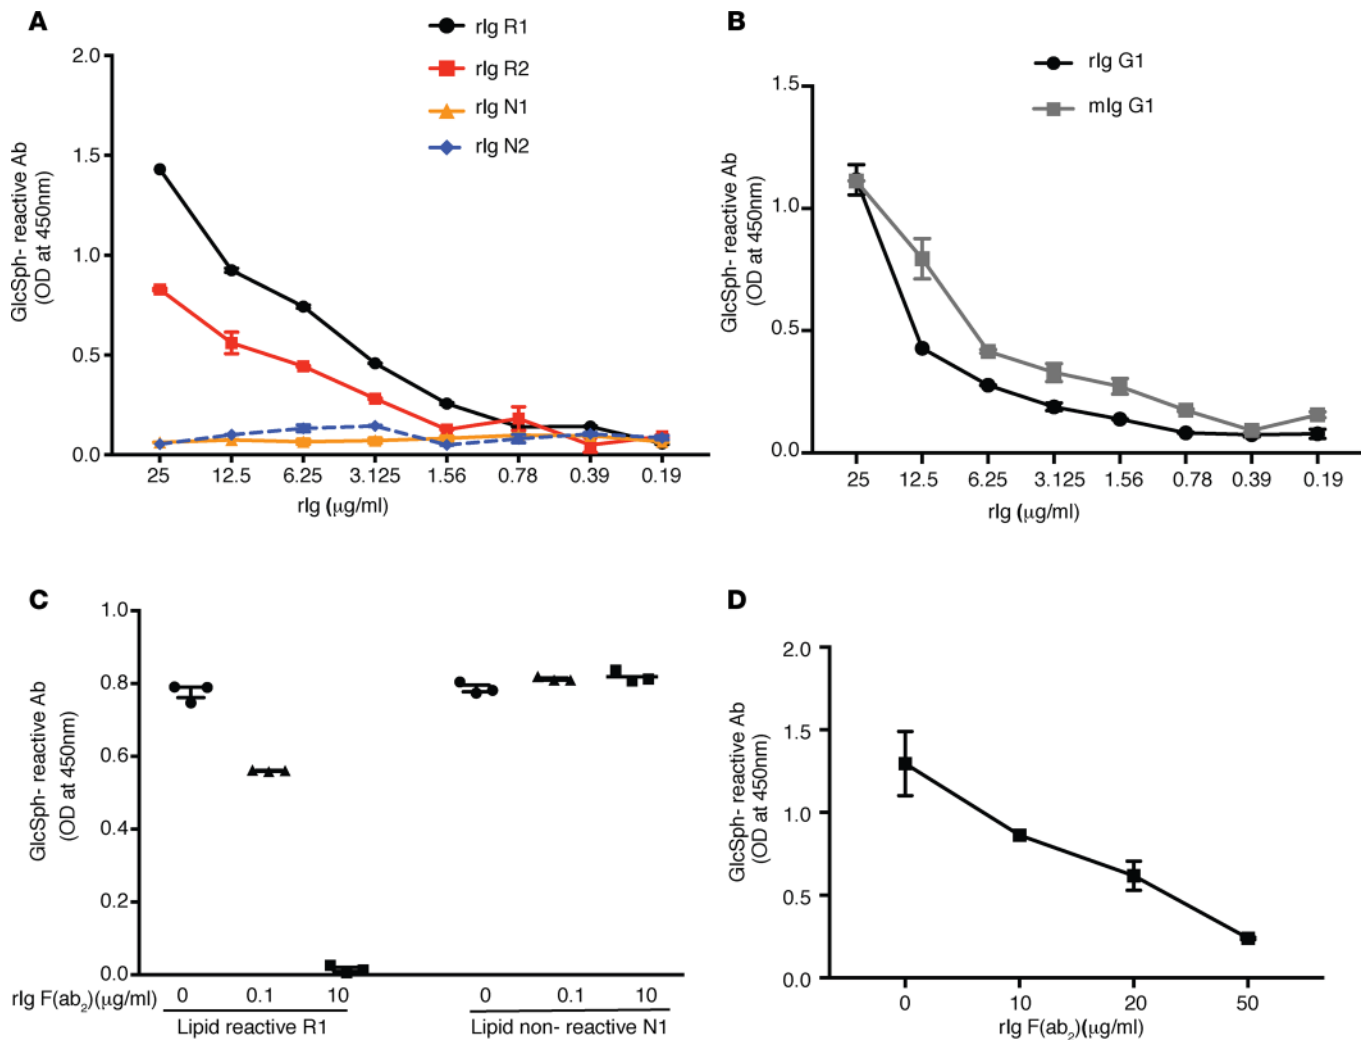 A
rIg R1
rIg R2
rIg N1
rIg N2
GlcSph- reactive Ab
(OD at 450nm)
2.0
1.5
1.0
0.5
0.0
25 12.5 6.25 3.125 1.56 0.78 0.39 0.19
rIg (μg/ml)
B
rIg G1
mIg G1
GlcSph- reactive Ab
(OD at 450nm)
1.5
1.0
0.5
0.0
25 12.5 6.25 3.125 1.56 0.78 0.39 0.19
rIg (μg/ml)
C
GlcSph- reactive Ab
(OD at 450nm)
1.0
0.8
0.6
0.4
0.2
0.0
rIg F(ab₂)(μg/ml) 0 0.1 10 0 0.1 10
Lipid reactive R1 Lipid non- reactive N1
D
GlcSph- reactive Ab
(OD at 450nm)
2.0
1.5
1.0
0.5
0.0
0 10 20 50
rIg F(ab₂)(μg/ml)